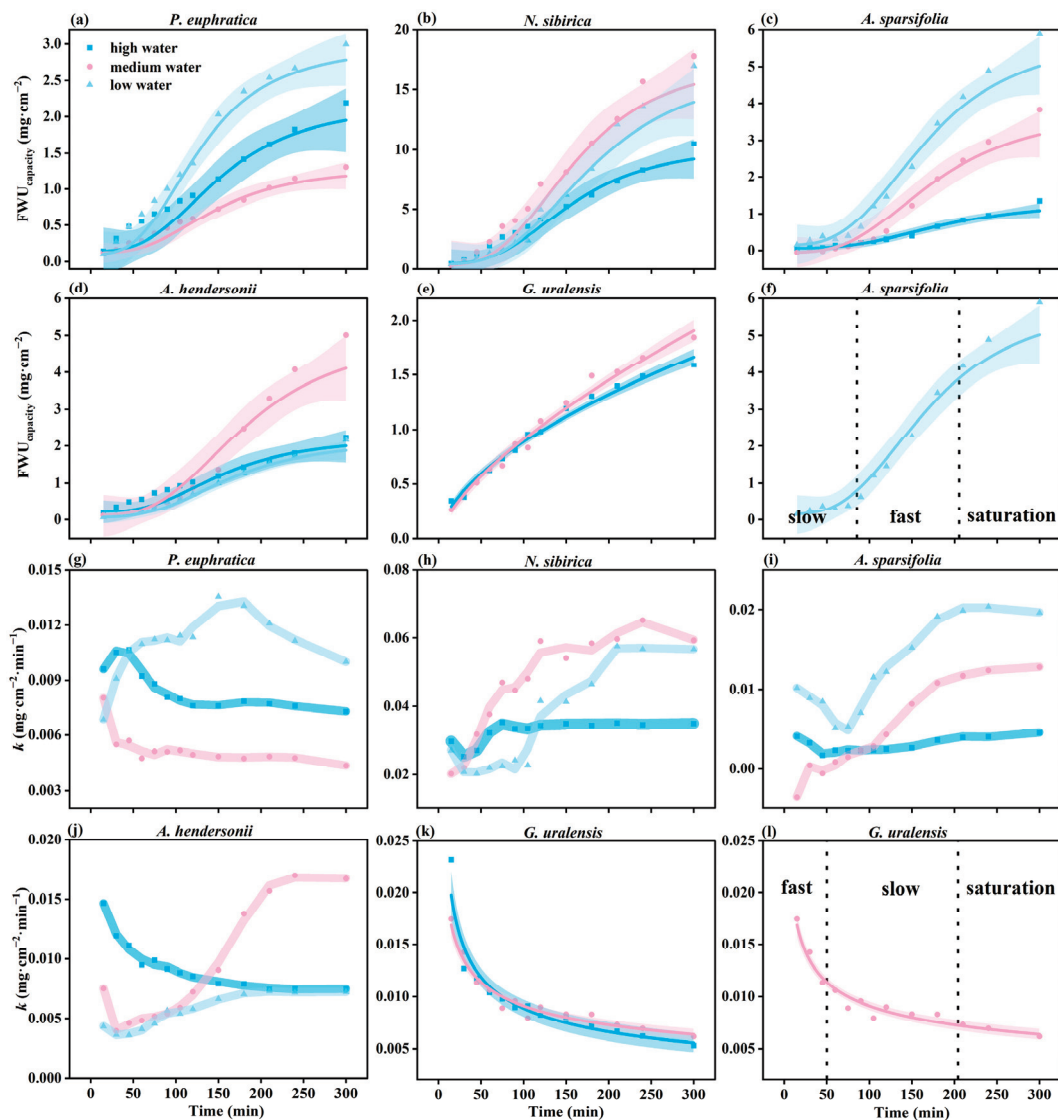 (a) P. euphratica
(b) N. sibirica
(c) A. sparsifolia
high water
medium water
low water
FWUcapacity (mg·cm−2)
3.0
2.5
2.0
1.5
1.0
0.5
0.0
20
15
10
5
0
6
5
4
3
2
1
0
(d) A. hendersonii
(e) G. uralensis
(f) A. sparsifolia
FWUcapacity (mg·cm−2)
6
5
4
3
2
1
0
2.0
1.5
1.0
0.5
0.0
6
5
4
3
2
1
0
slow fast saturation
(g) P. euphratica
(h) N. sibirica
(i) A. sparsifolia
k (mg·cm−2·min−1)
0.015
0.012
0.009
0.006
0.003
0.08
0.06
0.04
0.02
0.02
0.01
0.00
(j) A. hendersonii
(k) G. uralensis
(l) G. uralensis
k (mg·cm−2·min−1)
0.020
0.015
0.010
0.005
0.000
0.025
0.020
0.015
0.010
0.005
0.025
0.020
0.015
0.010
0.005
fast slow saturation
0 50 100 150 200 250 300
0 50 100 150 200 250 300
0 50 100 150 200 250 300
Time (min)
Time (min)
Time (min)